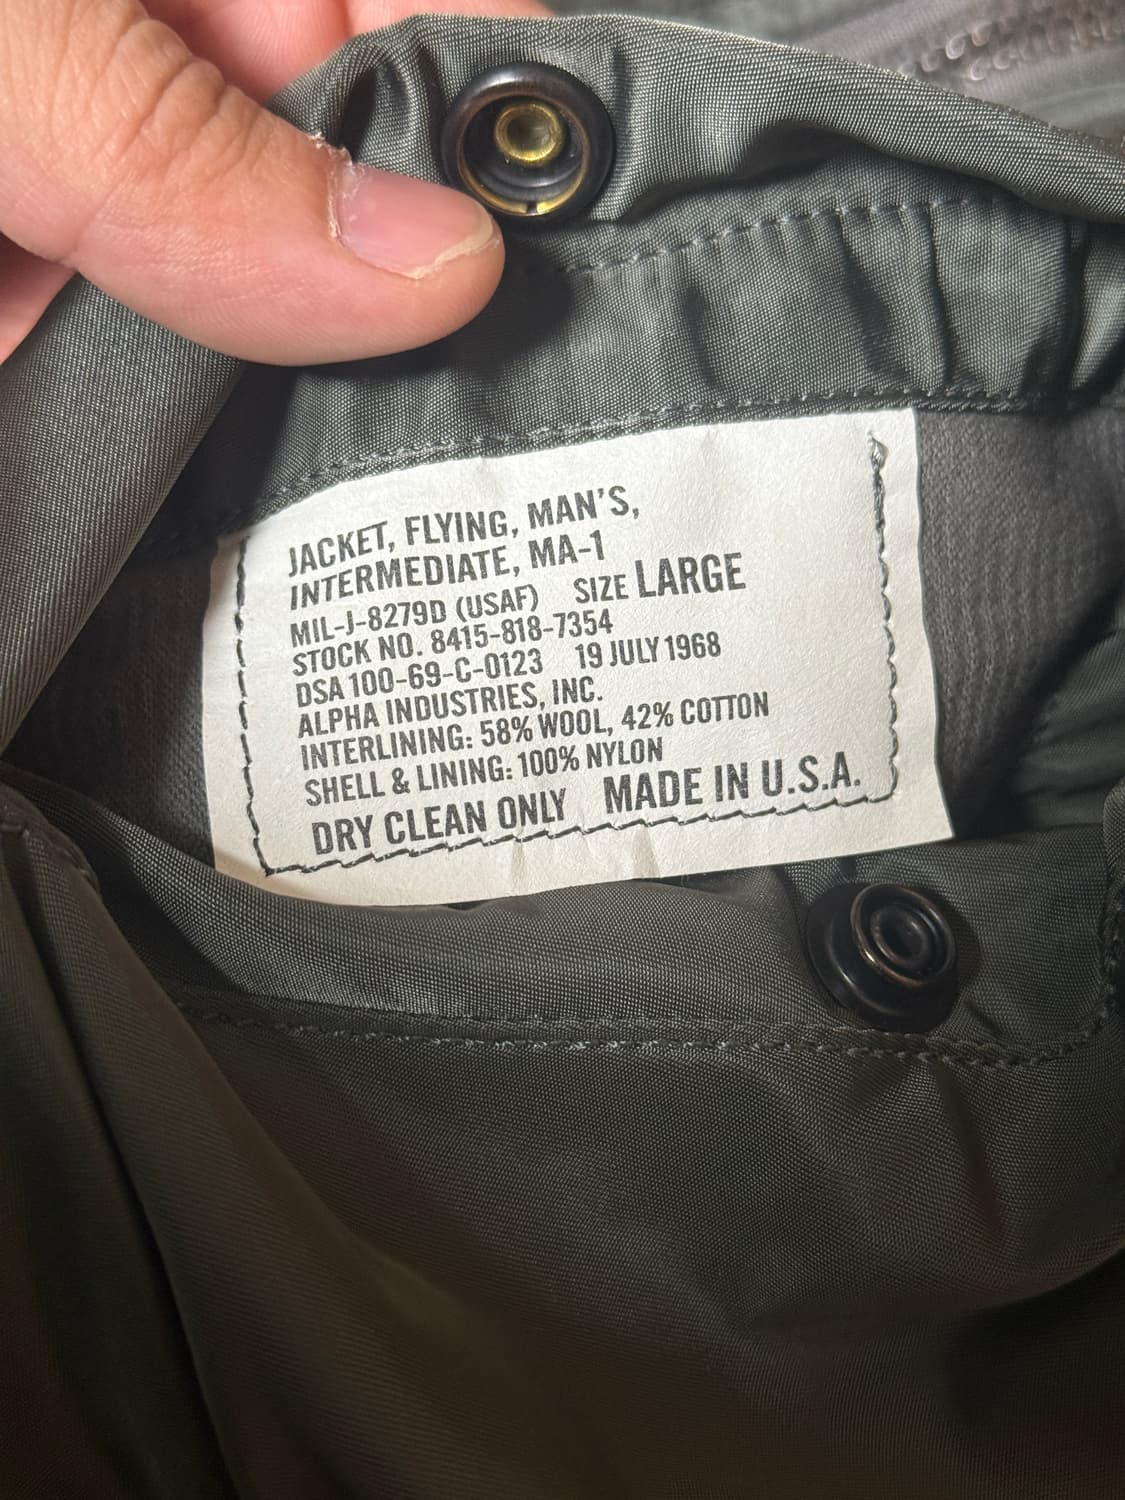 JACKET, FLYING, MAN'S,
INTERMEDIATE, MA-1
MIL-J-8279D (USAF) SIZE LARGE
STOCK NO. 8415-818-7354
DSA 100-69-C-0123 19 JULY 1968
ALPHA INDUSTRIES, INC.
INTERLINING: 58% WOOL, 42% COTTON
SHELL & LINING: 100% NYLON
DRY CLEAN ONLY MADE IN U.S.A.